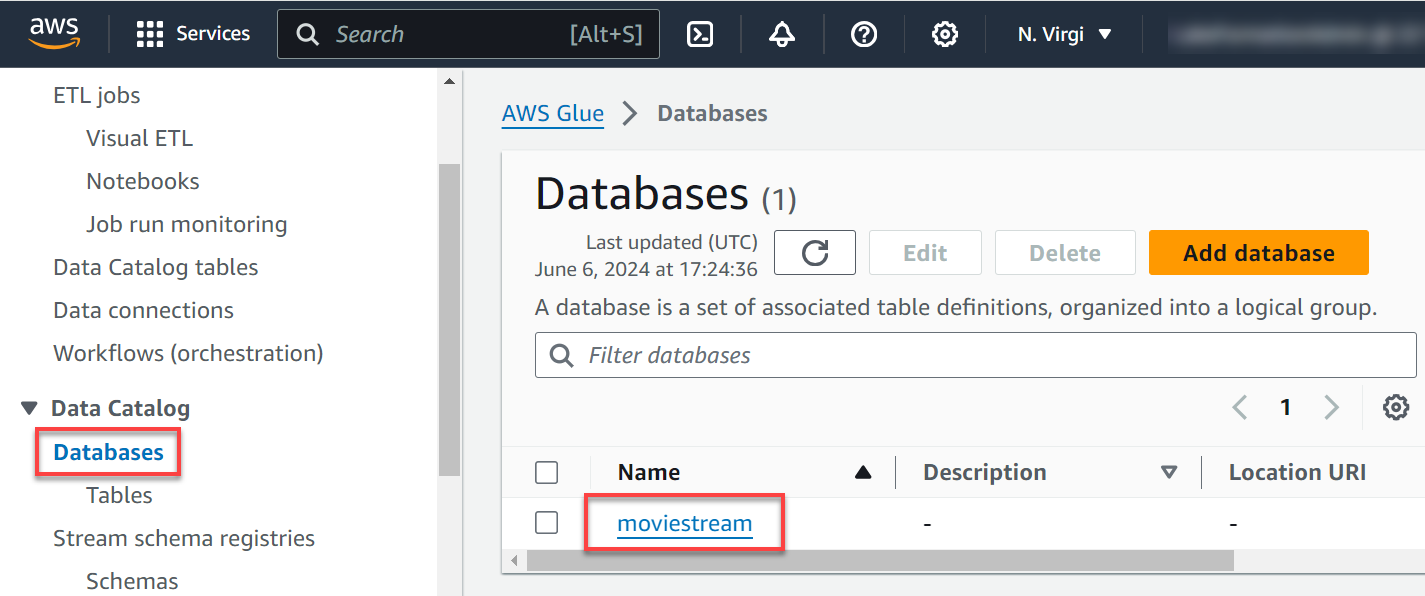 aws
Services
Search [Alt+S]
N. Virgi
ETL jobs
Visual ETL
Notebooks
Job run monitoring
Data Catalog tables
Data connections
Workflows (orchestration)
Data Catalog
Databases
Tables
Stream schema registries
Schemas
AWS Glue
Databases
Databases (1)
Last updated (UTC)
June 6, 2024 at 17:24:36
Edit
Delete
Add database
A database is a set of associated table definitions, organized into a logical group.
Filter databases
1
Name
Description
Location URI
moviestream
-
-